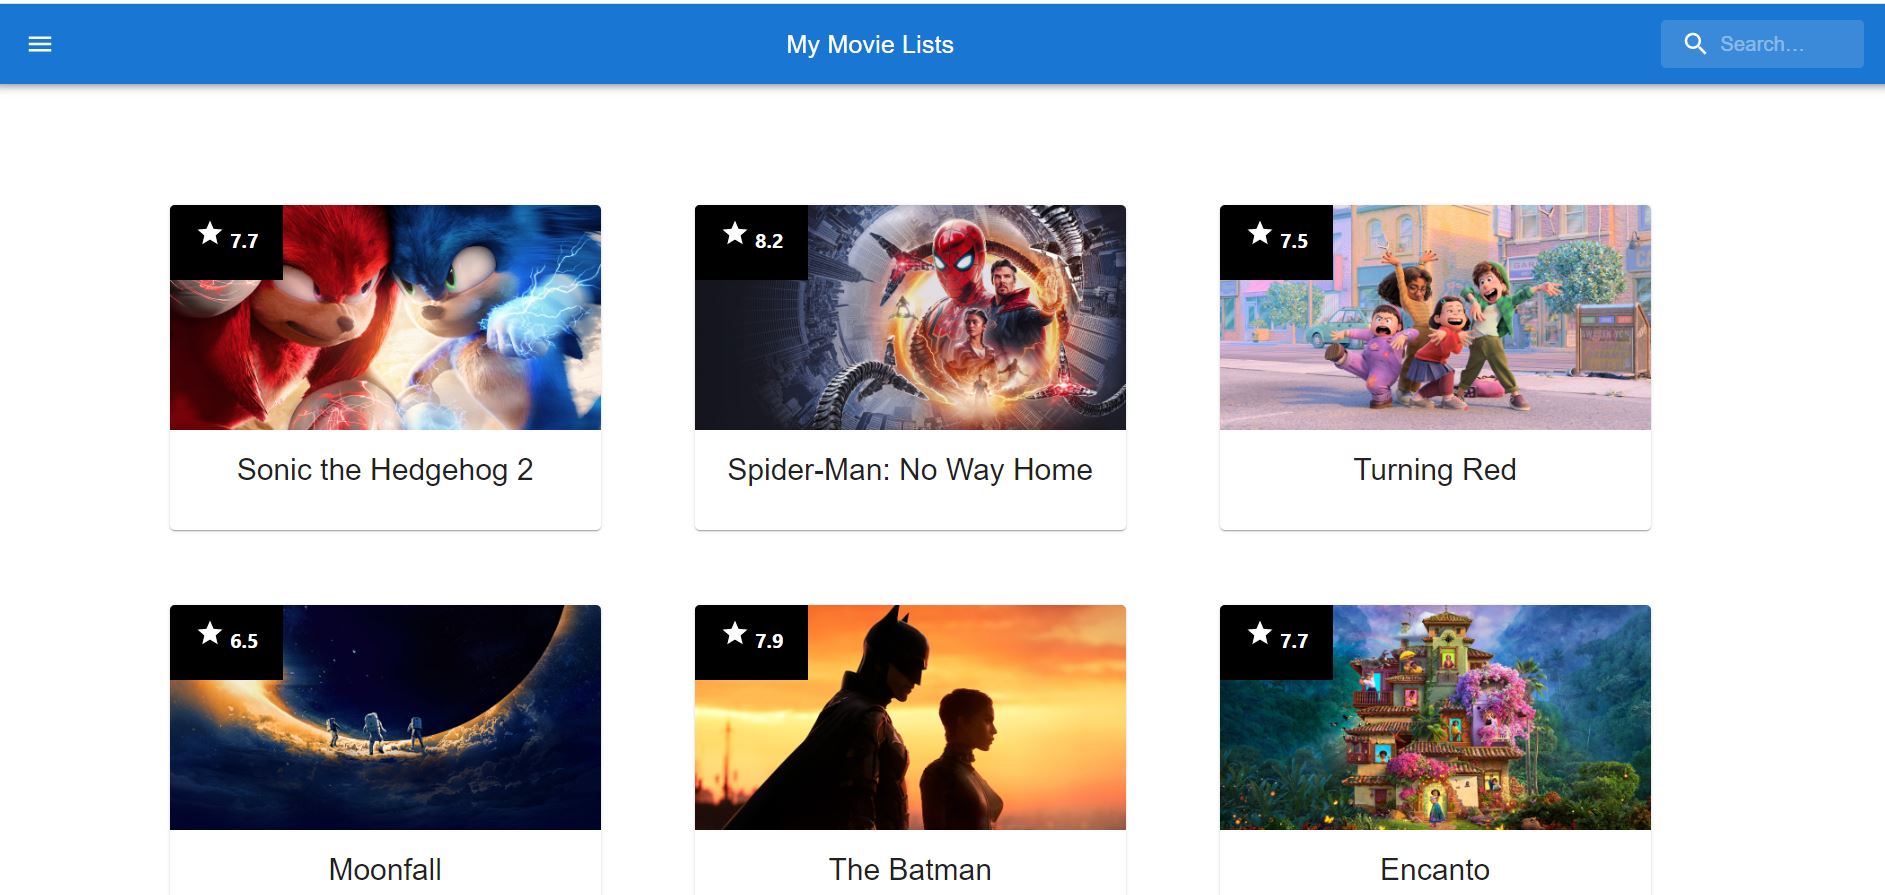 My Movie Lists
Search...
7.7
8.2
7.5
Sonic the Hedgehog 2
Spider-Man: No Way Home
Turning Red
6.5
7.9
7.7
Moonfall
The Batman
Encanto